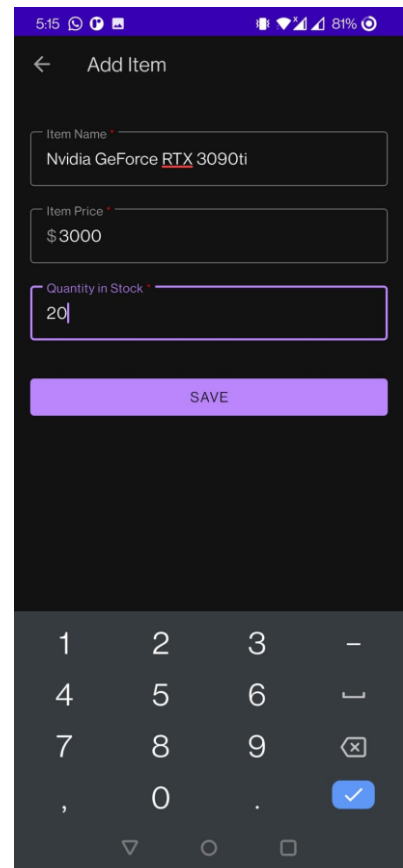 5:15 81%
Add Item
Item Name *
Nvidia GeForce RTX 3090ti
Item Price *
$3000
Quantity in Stock *
20
SAVE
1 2 3 –
4 5 6
7 8 9
, 0 .